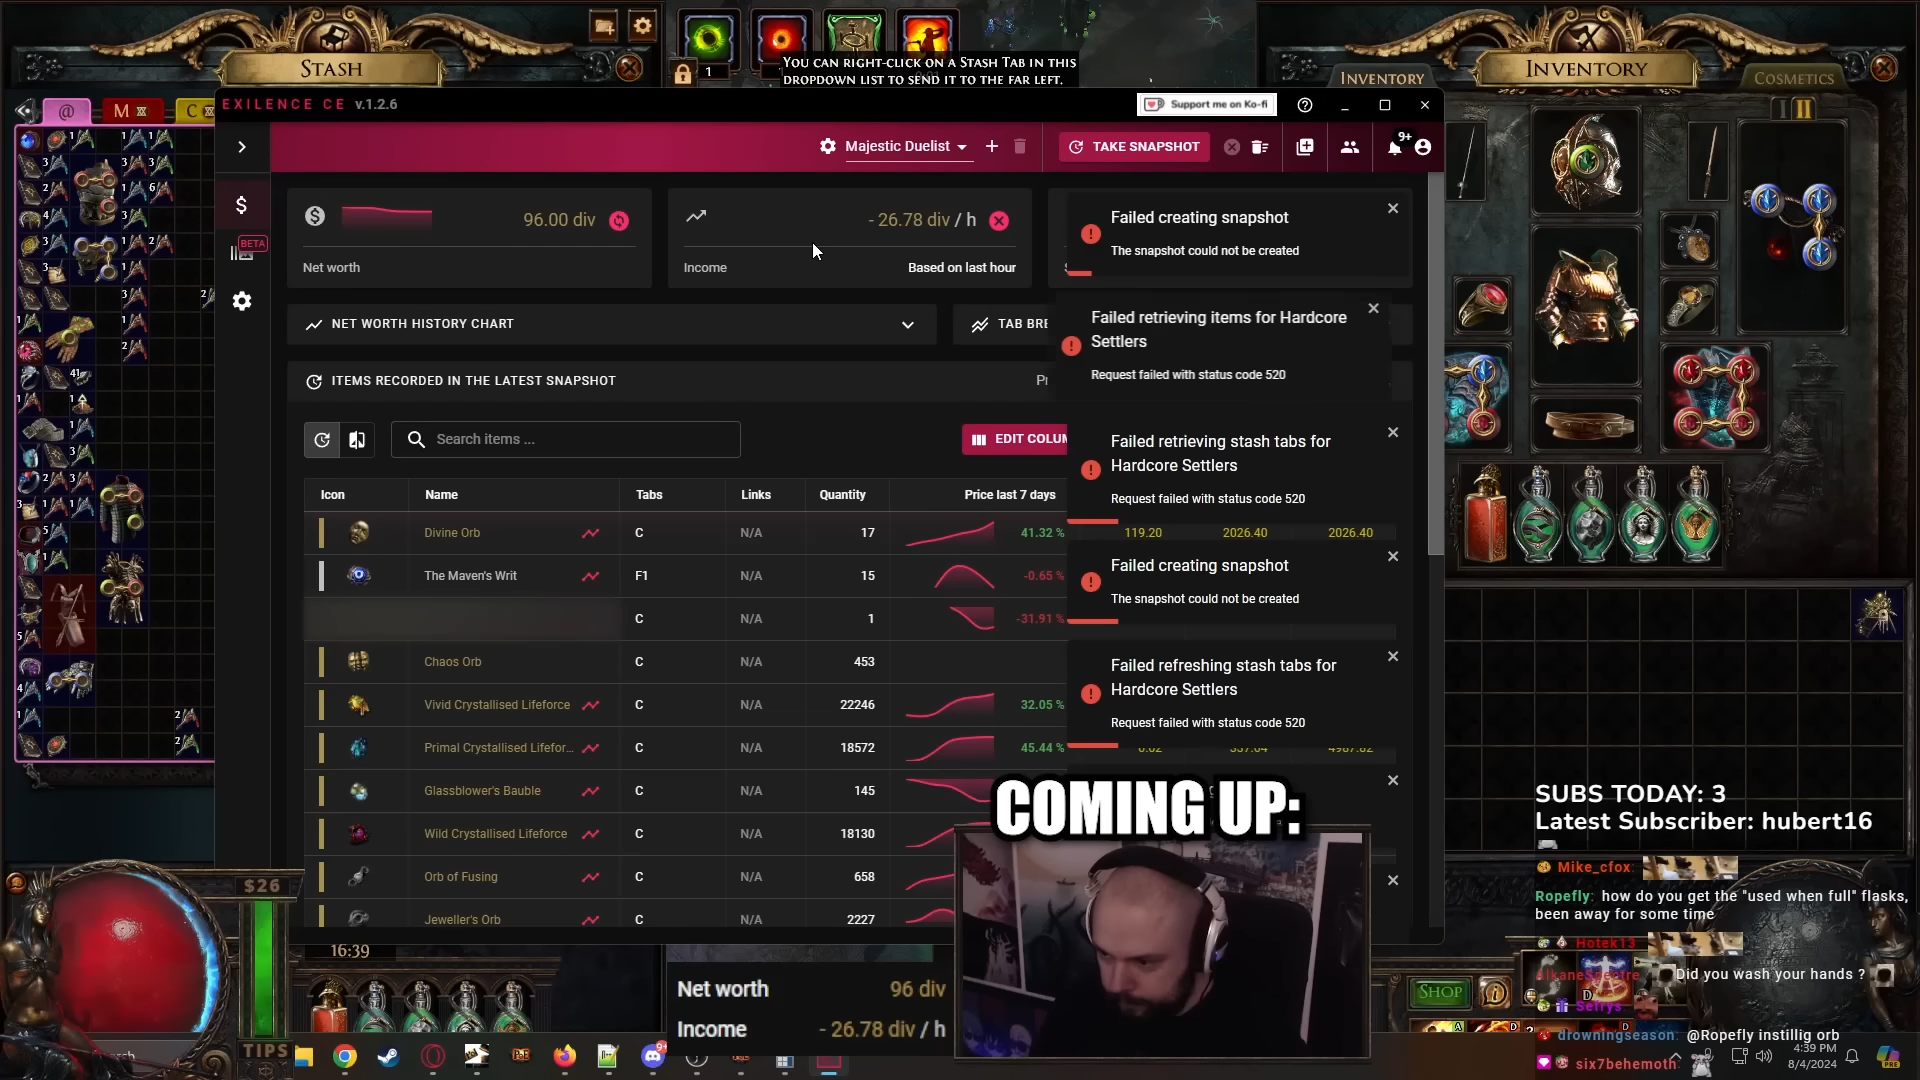 STASH
YOU CAN RIGHT-CLICK ON A STASH TAB IN THIS
DROPDOWN LIST TO SEND IT TO THE FAR LEFT.
INVENTORY
INVENTORY
COSMETICS
I II
@
M
C
1
EXILENCE CE v.1.2.6
Support me on Ko-fi
Majestic Duelist
TAKE SNAPSHOT
9+
96.00 div
Net worth
- 26.78 div / h
Income
Based on last hour
Failed creating snapshot
The snapshot could not be created
BETA
NET WORTH HISTORY CHART
TAB BRE
Failed retrieving items for Hardcore
Settlers
Request failed with status code 520
ITEMS RECORDED IN THE LATEST SNAPSHOT
Pr
Search items ...
EDIT COLUM
Failed retrieving stash tabs for
Hardcore Settlers
Request failed with status code 520
Icon Name Tabs Links Quantity Price last 7 days
Divine Orb C N/A 17 41.32 % 119.20 2026.40 2026.40
The Maven's Writ F1 N/A 15 -0.65 %
Failed creating snapshot
The snapshot could not be created
C N/A 1 -31.91 %
Chaos Orb C N/A 453
Failed refreshing stash tabs for
Hardcore Settlers
Request failed with status code 520
Vivid Crystallised Lifeforce C N/A 22246 32.05 %
Primal Crystallised Lifefor... C N/A 18572 45.44 %
Glassblower's Bauble C N/A 145
Wild Crystallised Lifeforce C N/A 18130
Orb of Fusing C N/A 658
Jeweller's Orb C N/A 2227
COMING UP:
SUBS TODAY: 3
Latest Subscriber: hubert16
Mike_cfox:
Ropefly: how do you get the "used when full" flasks,
been away for some time
Hotek13
Did you wash your hands ?
Sefrys
drowningseason: @Ropefly instillig orb
six7behemoth
$26
16:39
TIPS
Net worth 96 div
Income - 26.78 div / h
SHOP
4:39 PM
8/4/2024